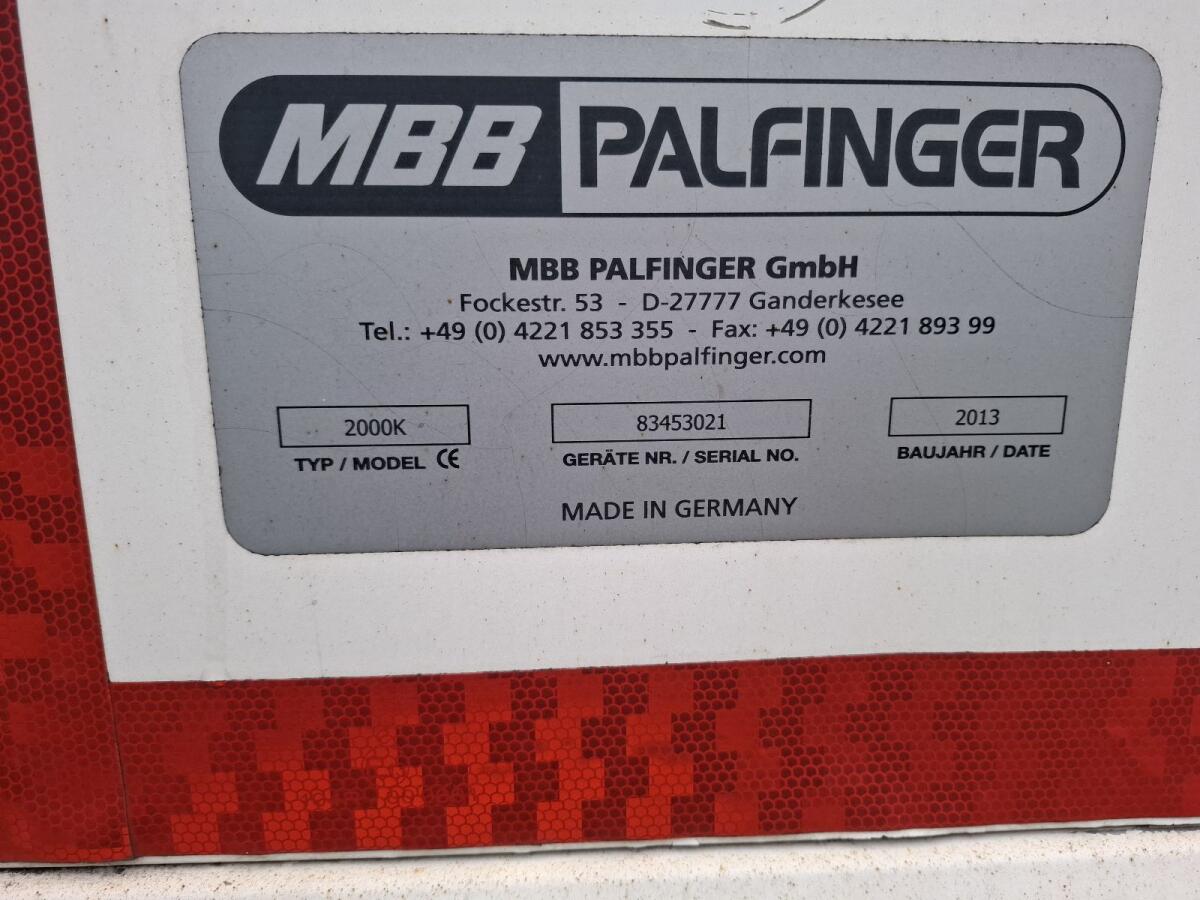 MBB PALFINGER
MBB PALFINGER GmbH
Fockestr. 53 - D-27777 Ganderkesee
Tel.: +49 (0) 4221 853 355 - Fax: +49 (0) 4221 893 99
www.mbbpalfinger.com
2000K 83453021 2013
TYP / MODEL CE GERÄTE NR. / SERIAL NO. BAUJAHR / DATE
MADE IN GERMANY